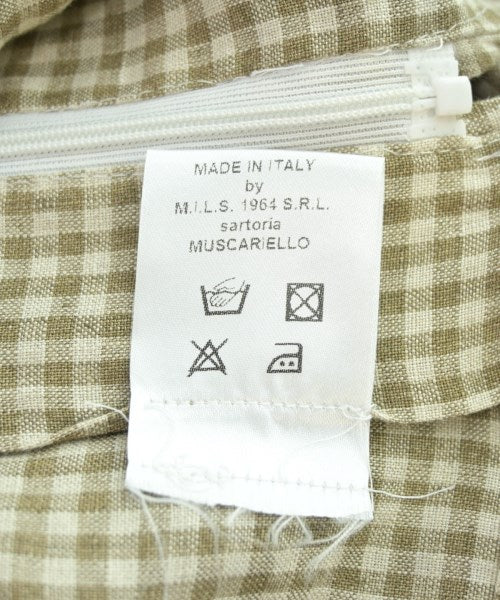 MADE IN ITALY
by
M.I.L.S. 1964 S.R.L.
sartoria
MUSCARIELLO